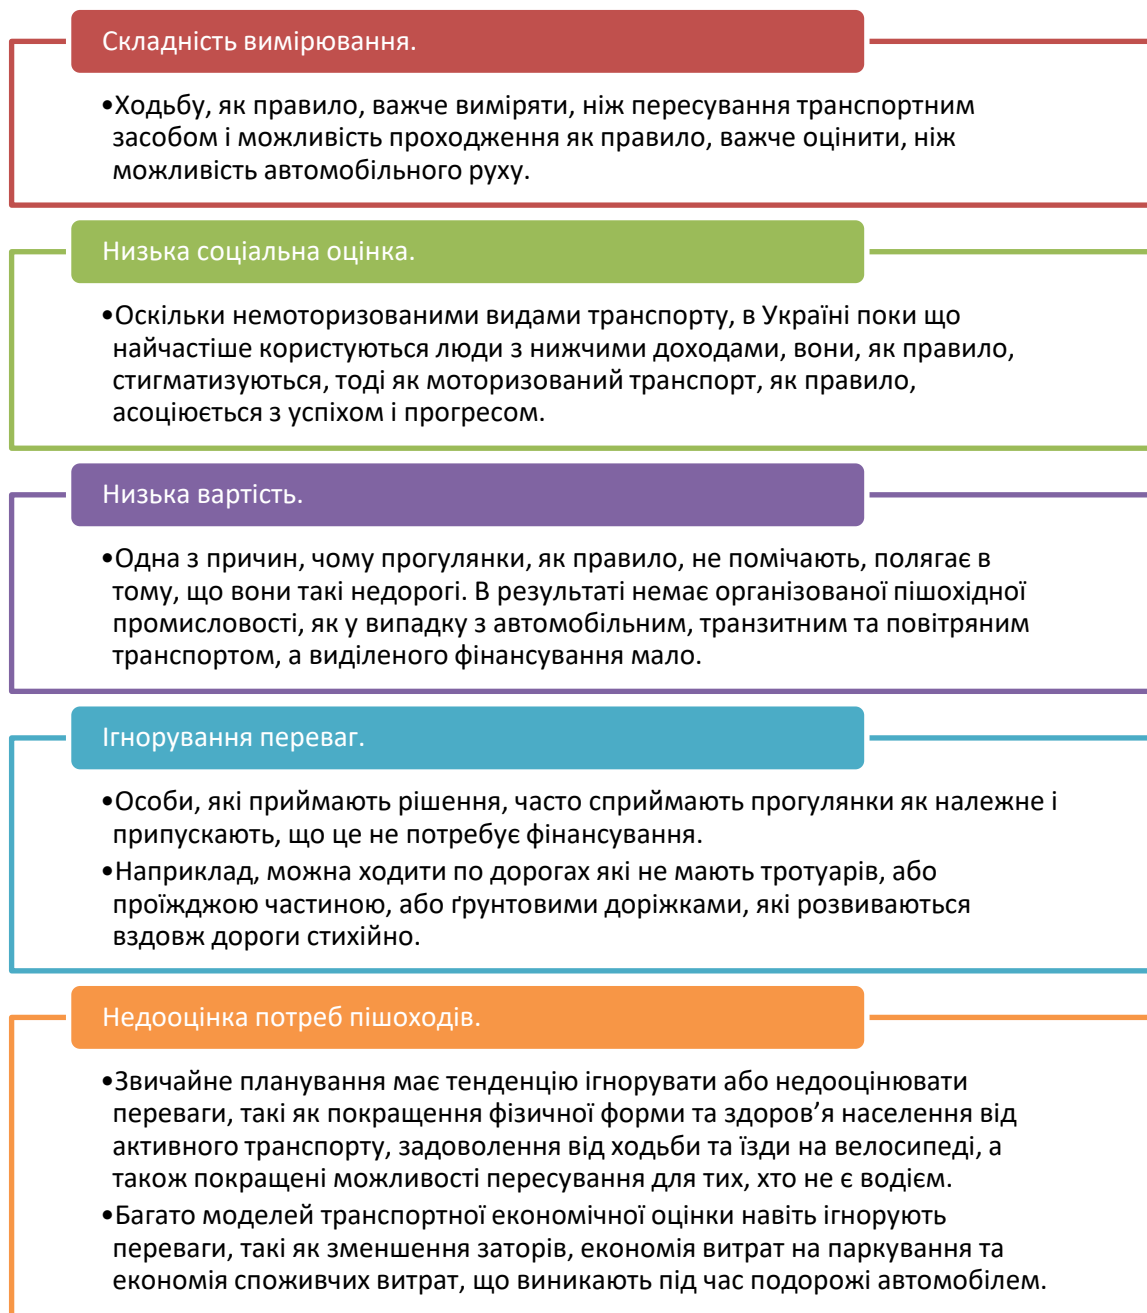 Складність вимірювання.
•Ходьбу, як правило, важче виміряти, ніж пересування транспортним
засобом і можливість проходження як правило, важче оцінити, ніж
можливість автомобільного руху.
Низька соціальна оцінка.
•Оскільки немоторизованими видами транспорту, в Україні поки що
найчастіше користуються люди з нижчими доходами, вони, як правило,
стигматизуються, тоді як моторизований транспорт, як правило,
асоціюється з успіхом і прогресом.
Низька вартість.
•Одна з причин, чому прогулянки, як правило, не помічають, полягає в
тому, що вони такі недорогі. В результаті немає організованої пішохідної
промисловості, як у випадку з автомобільним, транзитним та повітряним
транспортом, а виділеного фінансування мало.
Ігнорування переваг.
•Особи, які приймають рішення, часто сприймають прогулянки як належне і
припускають, що це не потребує фінансування.
•Наприклад, можна ходити по дорогах які не мають тротуарів, або
проїжджою частиною, або ґрунтовими доріжками, які розвиваються
вздовж дороги стихійно.
Недооцінка потреб пішоходів.
•Звичайне планування має тенденцію ігнорувати або недооцінювати
переваги, такі як покращення фізичної форми та здоров’я населення від
активного транспорту, задоволення від ходьби та їзди на велосипеді, а
також покращені можливості пересування для тих, хто не є водієм.
•Багато моделей транспортної економічної оцінки навіть ігнорують
переваги, такі як зменшення заторів, економія витрат на паркування та
економія споживчих витрат, що виникають під час подорожі автомобілем.